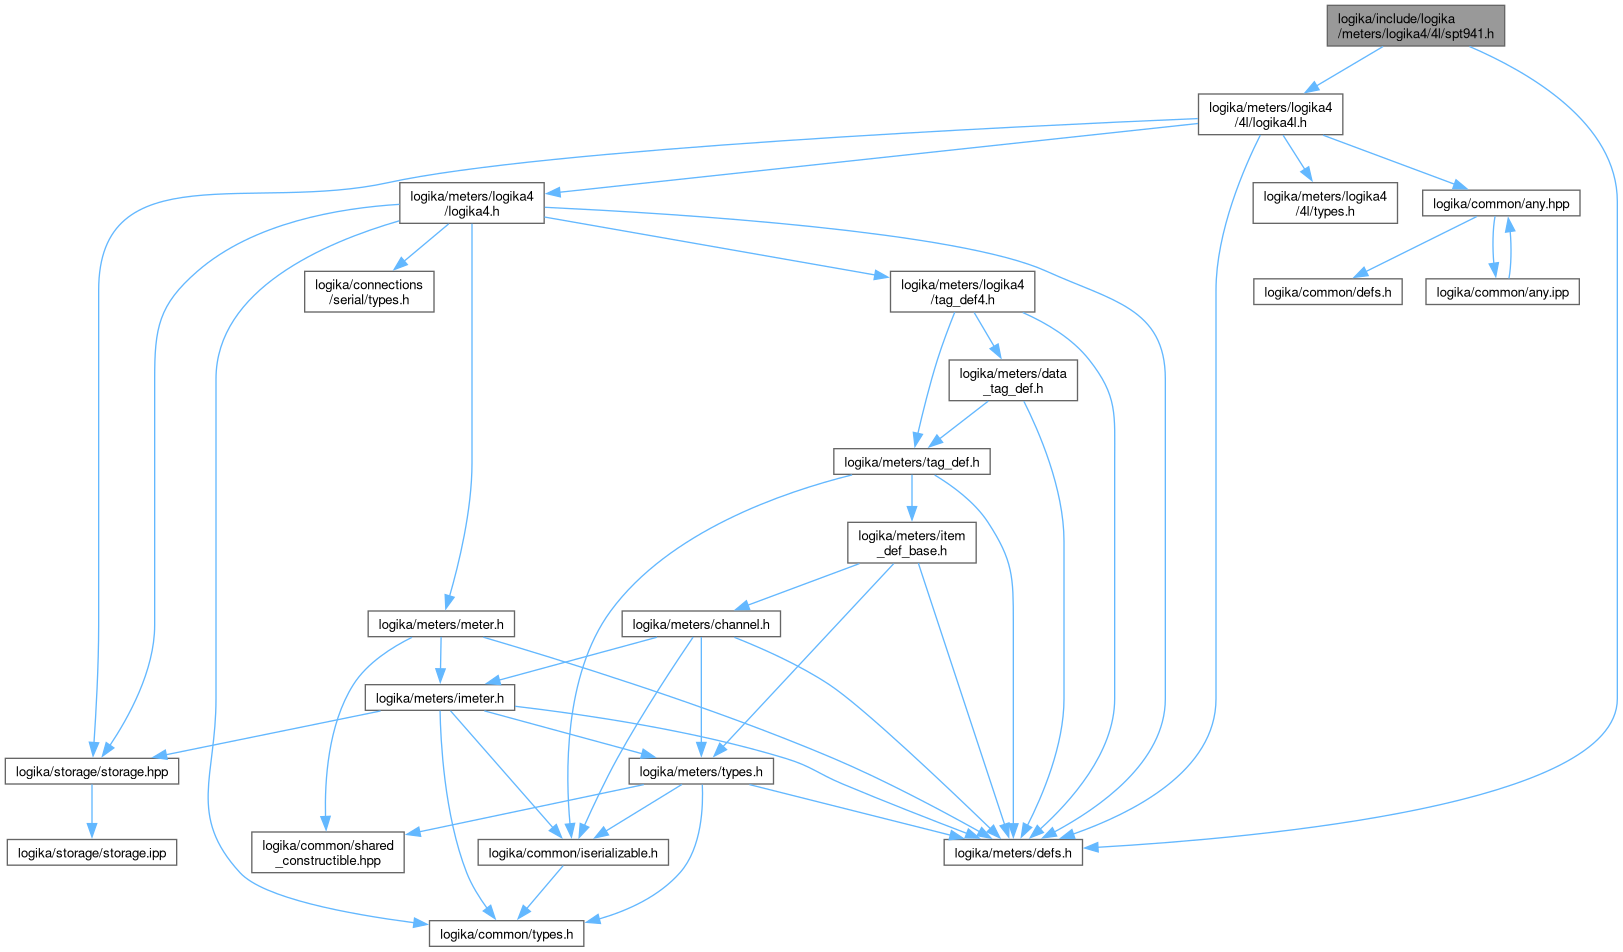 logika/include/logika
/meters/logika4/4l/spt941.h
logika/meters/logika4
/4l/logika4l.h
logika/meters/logika4
/logika4.h
logika/meters/logika4
/4l/types.h
logika/common/any.hpp
logika/connections
/serial/types.h
logika/meters/logika4
/tag_def4.h
logika/common/defs.h
logika/common/any.ipp
logika/meters/data
_tag_def.h
logika/meters/tag_def.h
logika/meters/item
_def_base.h
logika/meters/meter.h
logika/meters/channel.h
logika/meters/imeter.h
logika/storage/storage.hpp
logika/meters/types.h
logika/storage/storage.ipp
logika/common/shared
_constructible.hpp
logika/common/iserializable.h
logika/meters/defs.h
logika/common/types.h